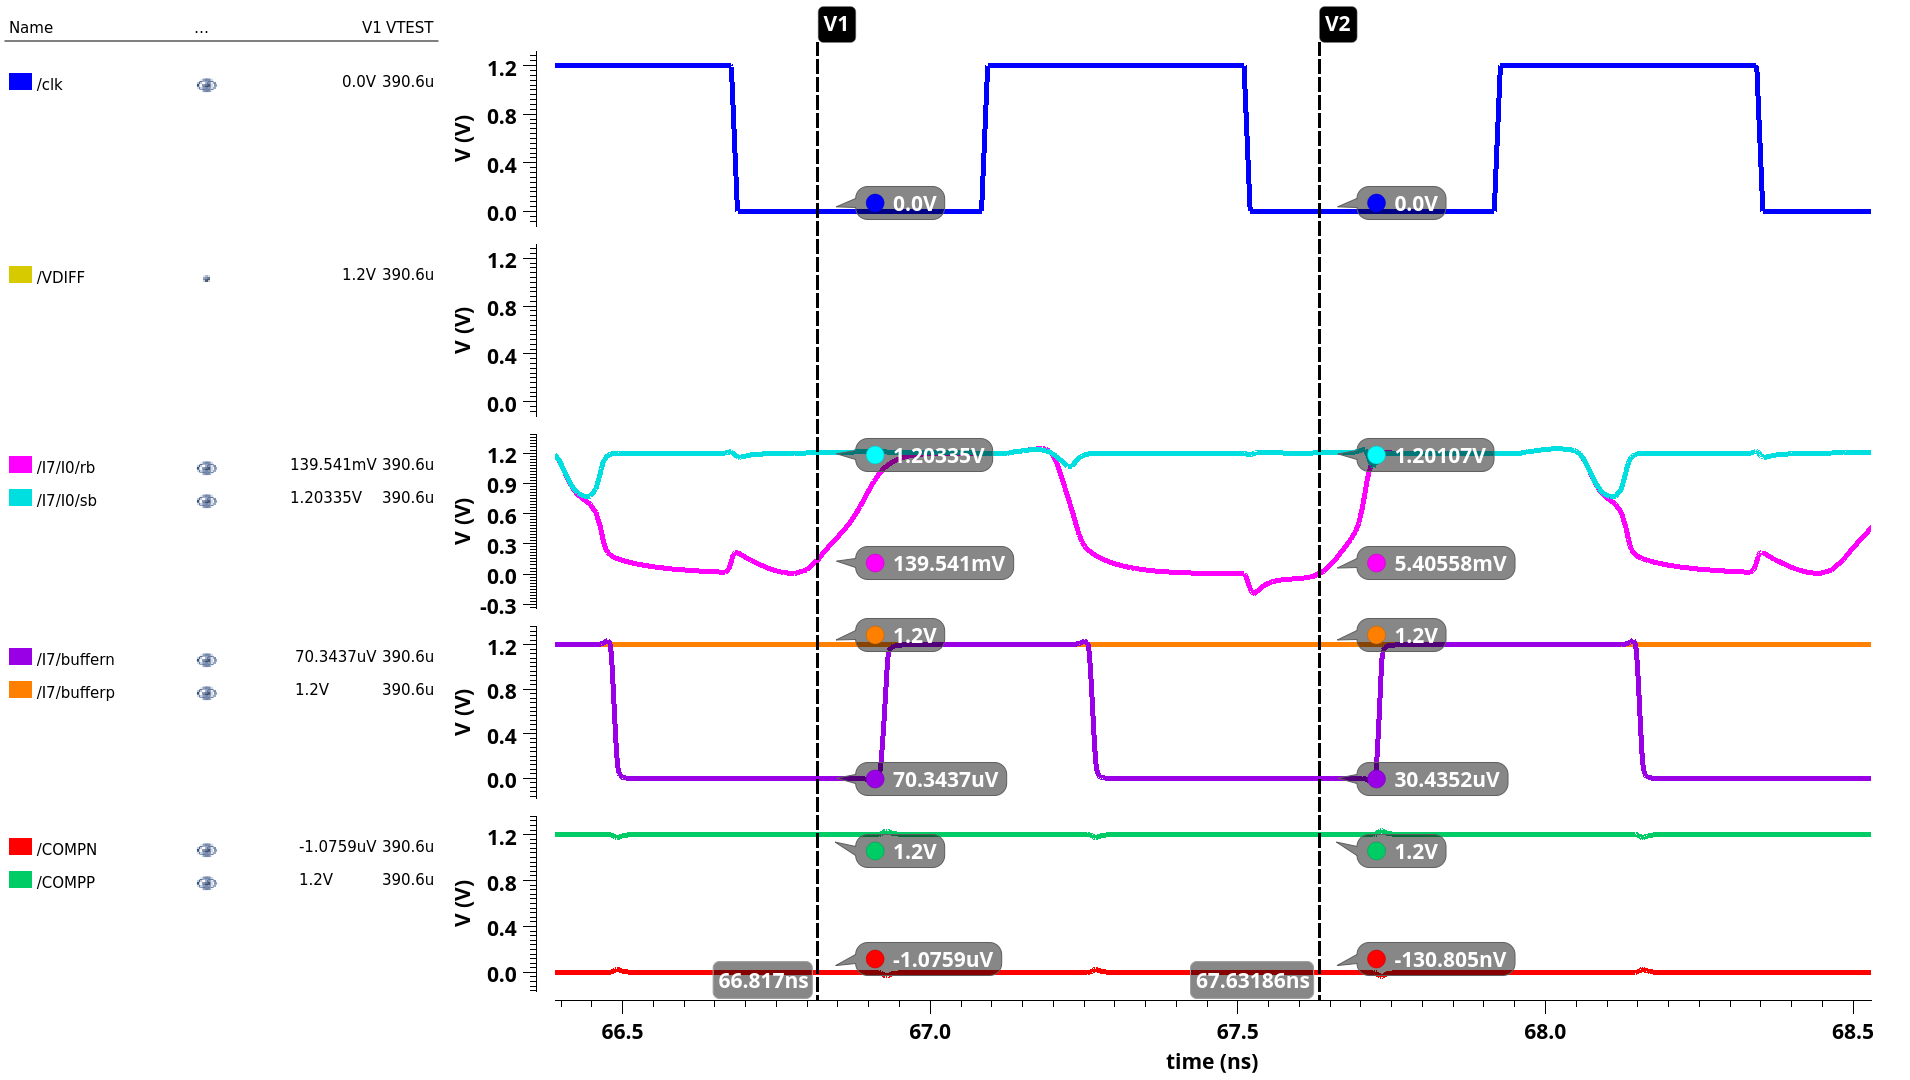 Name ... V1 VTEST
/clk 0.0V 390.6u
/VDIFF 1.2V 390.6u
/I7/I0/rb 139.541mV 390.6u
/I7/I0/sb 1.20335V 390.6u
/I7/buffern 70.3437uV 390.6u
/I7/bufferp 1.2V 390.6u
/COMPN -1.0759uV 390.6u
/COMPP 1.2V 390.6u
V1 V2
V (V)
1.2
0.8
0.4
0.0
0.0V 0.0V
V (V)
1.2
0.8
0.4
0.0
V (V)
1.2
0.9
0.6
0.3
0.0
-0.3
1.20335V 1.20107V
139.541mV 5.40558mV
V (V)
1.2
0.8
0.4
0.0
1.2V 1.2V
70.3437uV 30.4352uV
V (V)
1.2
0.8
0.4
0.0
1.2V 1.2V
-1.0759uV -130.805nV
66.817ns 67.63186ns
66.5 67.0 67.5 68.0 68.5
time (ns)